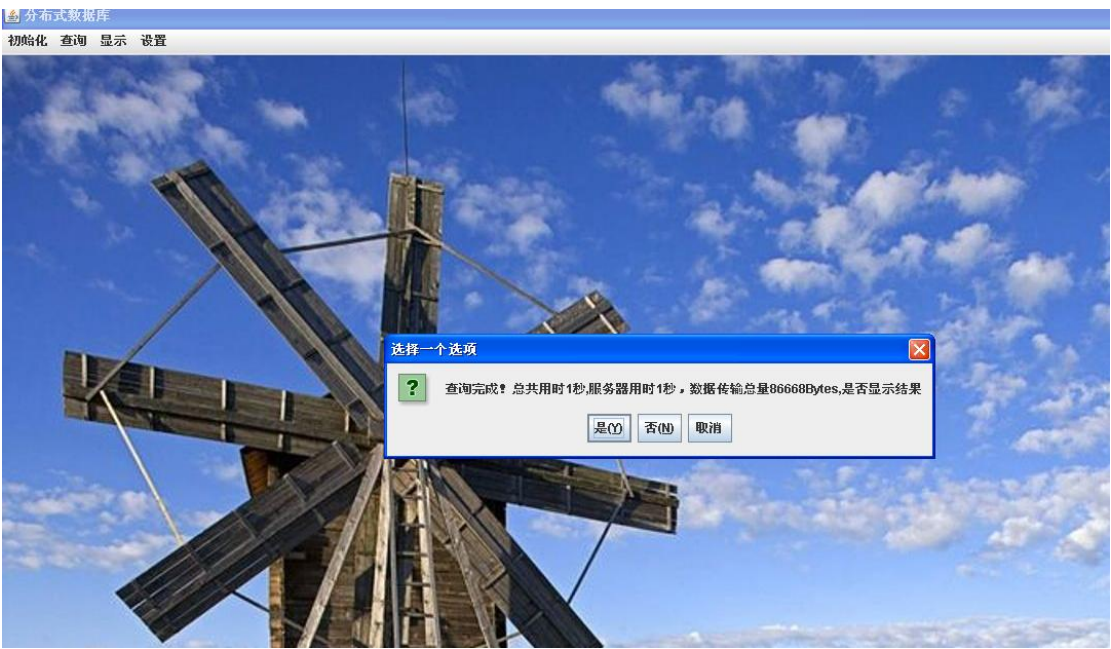 分布式数据库
初始化 查询 显示 设置
选择一个选项
查询完成！总共用时1秒,服务器用时1秒，数据传输总量86668Bytes,是否显示结果
是(Y) 否(N) 取消